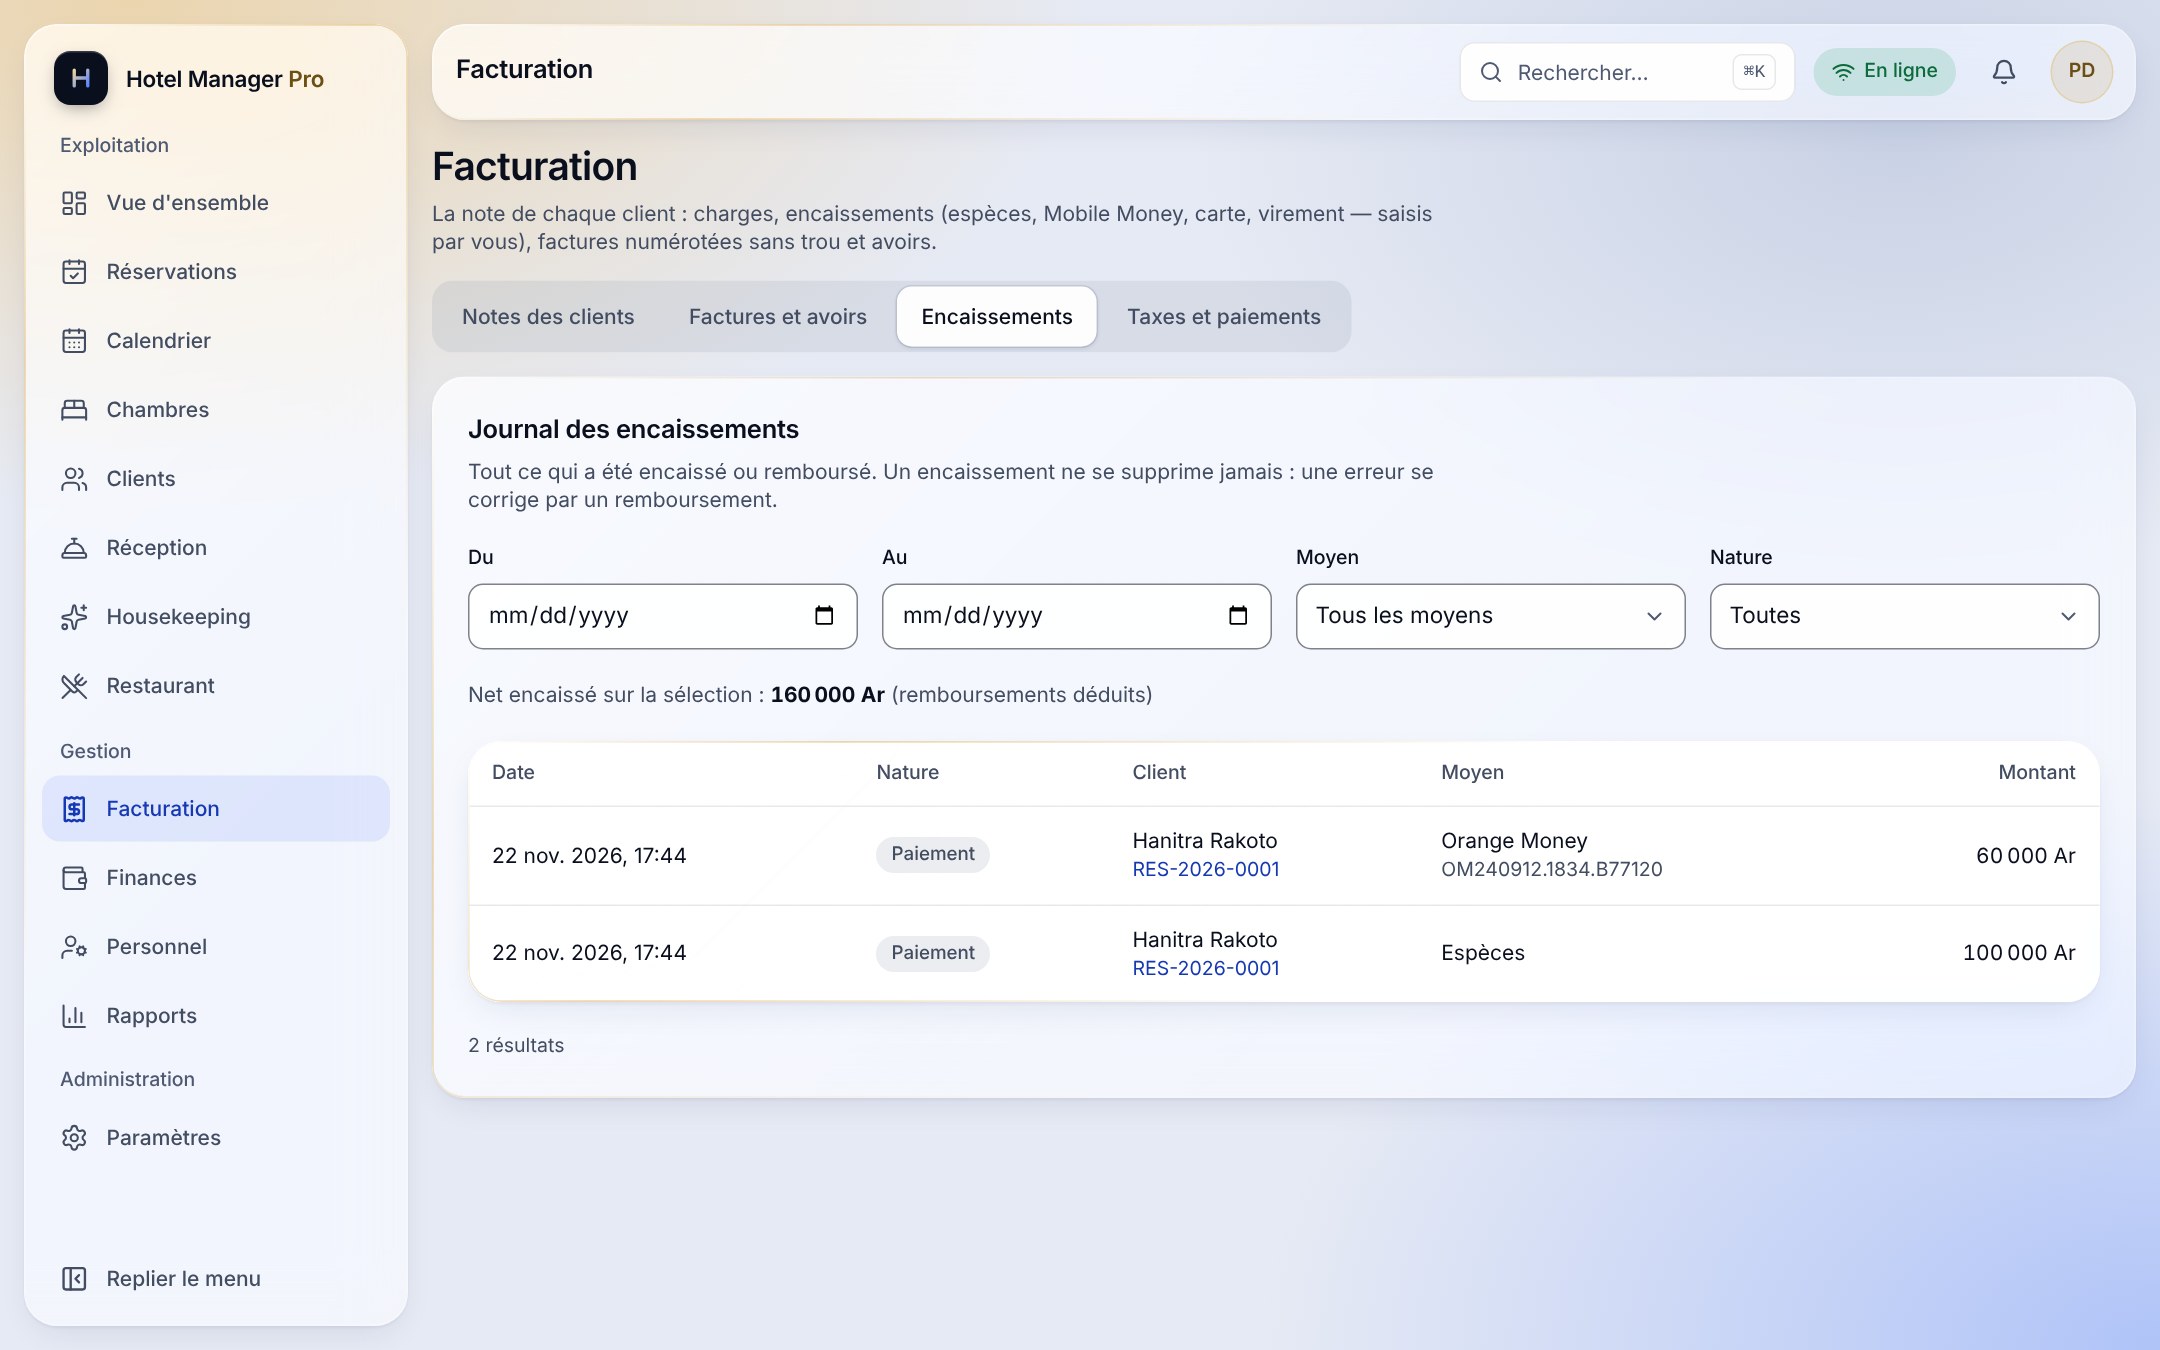 Hotel Manager Pro
Exploitation
Vue d'ensemble
Réservations
Calendrier
Chambres
Clients
Réception
Housekeeping
Restaurant
Gestion
Facturation
Finances
Personnel
Rapports
Administration
Paramètres
Replier le menu
Facturation
Rechercher...
⌘K
En ligne
PD
Facturation
La note de chaque client : charges, encaissements (espèces, Mobile Money, carte, virement — saisis
par vous), factures numérotées sans trou et avoirs.
Notes des clients
Factures et avoirs
Encaissements
Taxes et paiements
Journal des encaissements
Tout ce qui a été encaissé ou remboursé. Un encaissement ne se supprime jamais : une erreur se
corrige par un remboursement.
Du
Au
Moyen
Nature
mm/dd/yyyy
mm/dd/yyyy
Tous les moyens
Toutes
Net encaissé sur la sélection : 160 000 Ar (remboursements déduits)
Date Nature Client Moyen Montant
22 nov. 2026, 17:44 Paiement Hanitra Rakoto Orange Money 60 000 Ar
RES-2026-0001 OM240912.1834.B77120
22 nov. 2026, 17:44 Paiement Hanitra Rakoto Espèces 100 000 Ar
RES-2026-0001
2 résultats